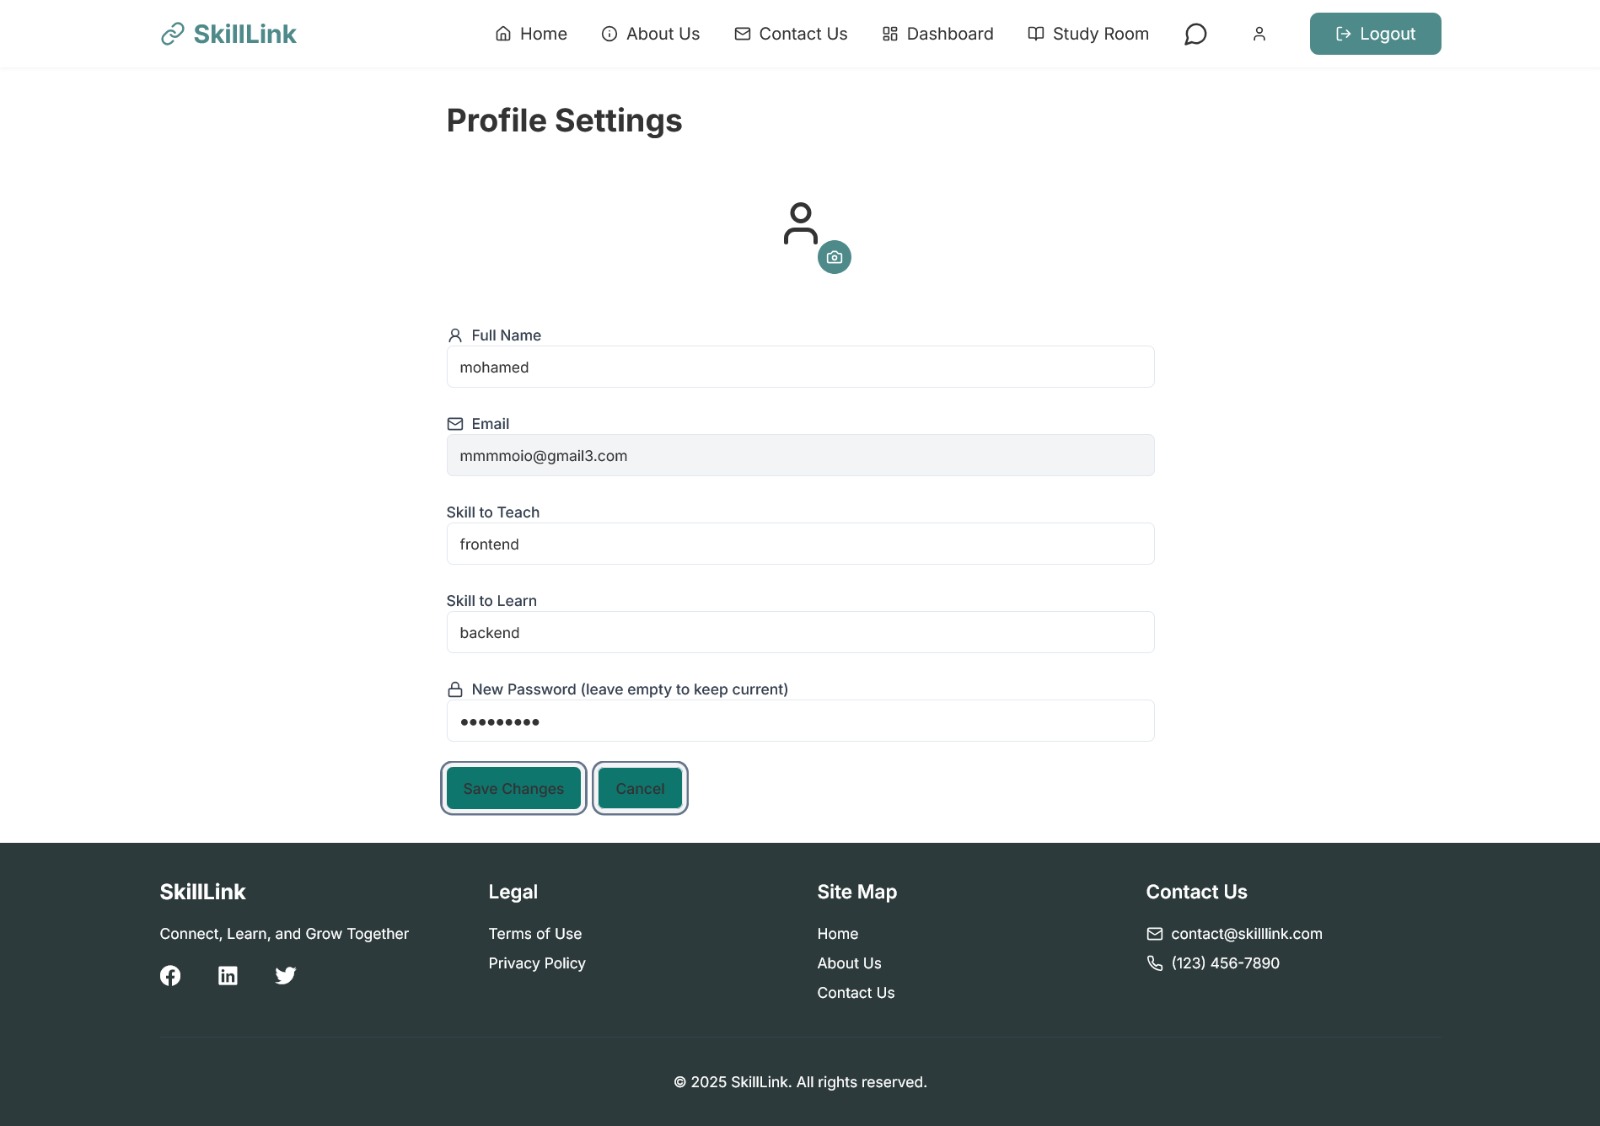 SkillLink
Home
About Us
Contact Us
Dashboard
Study Room
Logout
Profile Settings
Full Name
mohamed
Email
mmmmoio@gmail3.com
Skill to Teach
frontend
Skill to Learn
backend
New Password (leave empty to keep current)
•••••••••
Save Changes
Cancel
SkillLink
Connect, Learn, and Grow Together
Legal
Terms of Use
Privacy Policy
Site Map
Home
About Us
Contact Us
Contact Us
contact@skilllink.com
(123) 456-7890
© 2025 SkillLink. All rights reserved.